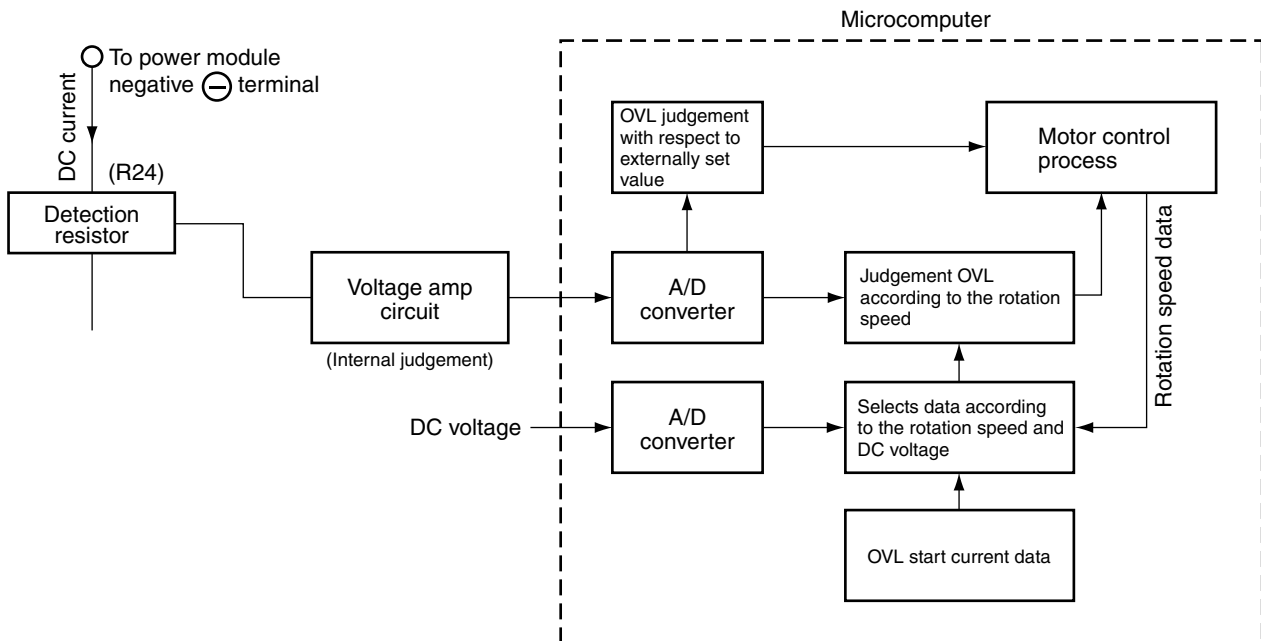 Microcomputer
To power module
negative ⊖ terminal
DC current
(R24)
Detection
resistor
Voltage amp
circuit
(Internal judgement)
OVL judgement
with respect to
externally set
value
Motor control
process
A/D
converter
Judgement OVL
according to the rotation
speed
Rotation speed data
DC voltage
A/D
converter
Selects data according
to the rotation speed and
DC voltage
OVL start current data